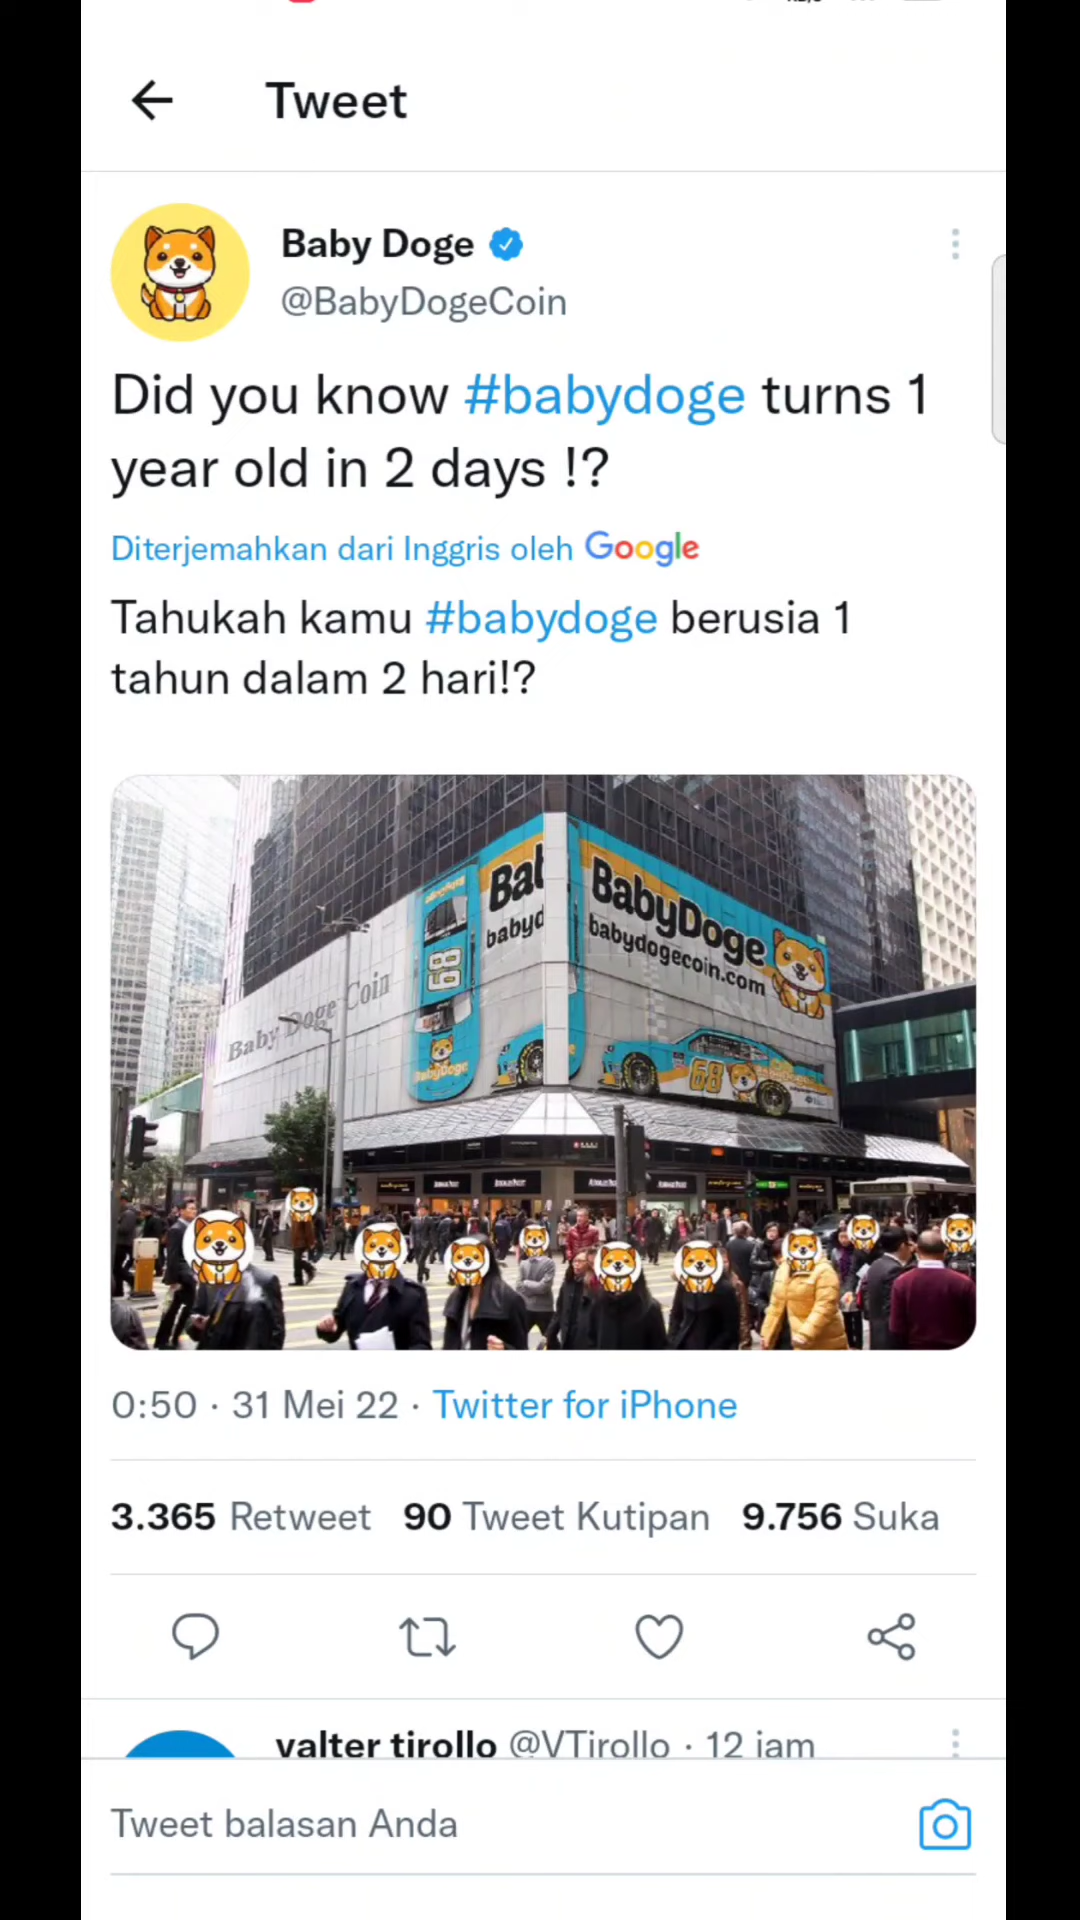 Tweet
Baby Doge
@BabyDogeCoin
Did you know #babydoge turns 1
year old in 2 days !?
Diterjemahkan dari Inggris oleh Google
Tahukah kamu #babydoge berusia 1
tahun dalam 2 hari!?
Bab
babyd
BabyDoge
babydogecoin.com
68
Baby Doge Coin
68
BabyDoge
0:50 · 31 Mei 22 · Twitter for iPhone
3.365 Retweet 90 Tweet Kutipan 9.756 Suka
valter tirollo @VTirollo · 12 jam
Tweet balasan Anda